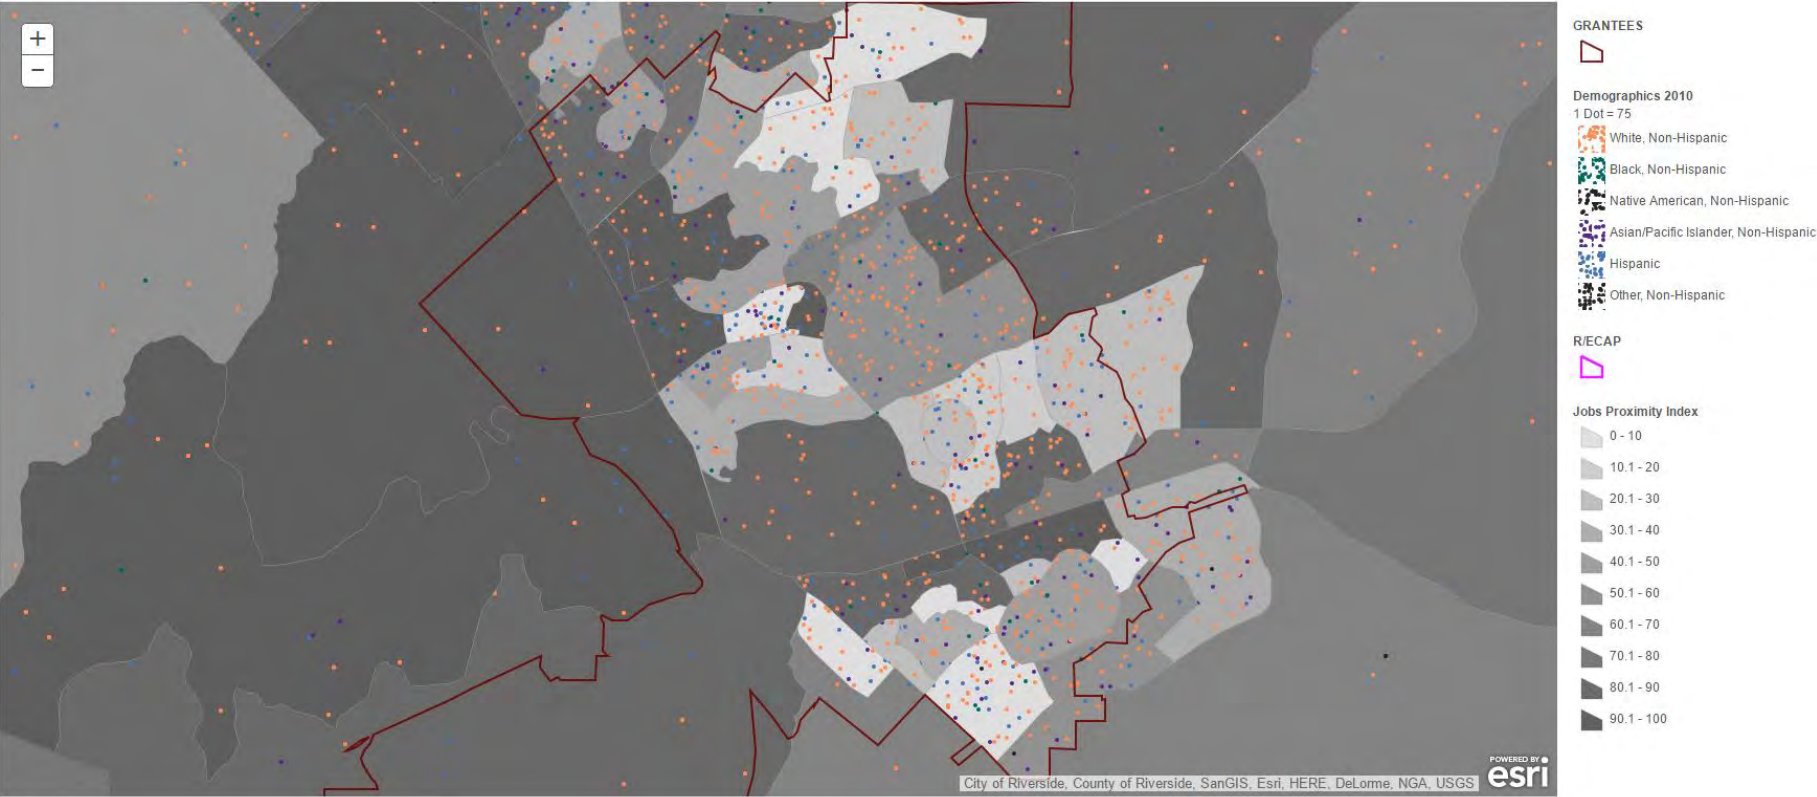 +
−
GRANTEES
Demographics 2010
1 Dot = 75
White, Non-Hispanic
Black, Non-Hispanic
Native American, Non-Hispanic
Asian/Pacific Islander, Non-Hispanic
Hispanic
Other, Non-Hispanic
R/ECAP
Jobs Proximity Index
0 - 10
10.1 - 20
20.1 - 30
30.1 - 40
40.1 - 50
50.1 - 60
60.1 - 70
70.1 - 80
80.1 - 90
90.1 - 100
POWERED BY
esri
City of Riverside, County of Riverside, SanGIS, Esri, HERE, DeLorme, NGA, USGS